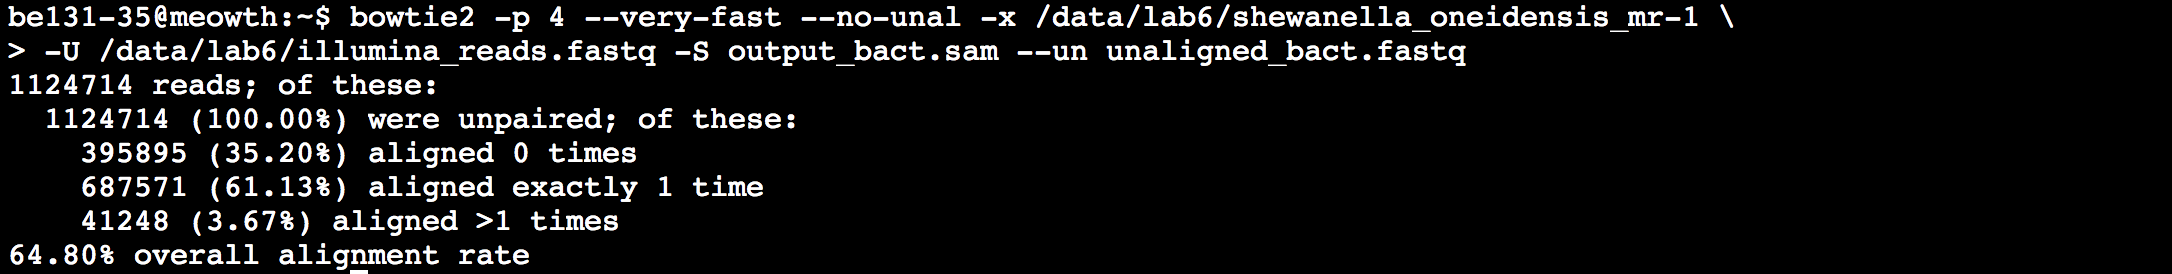 be131-35@meowth:~$ bowtie2 -p 4 --very-fast --no-unal -x /data/lab6/shewanella_oneidensis_mr-1 \
> -U /data/lab6/illumina_reads.fastq -S output_bact.sam --un unaligned_bact.fastq
1124714 reads; of these:
  1124714 (100.00%) were unpaired; of these:
    395895 (35.20%) aligned 0 times
    687571 (61.13%) aligned exactly 1 time
    41248 (3.67%) aligned >1 times
64.80% overall alignment rate